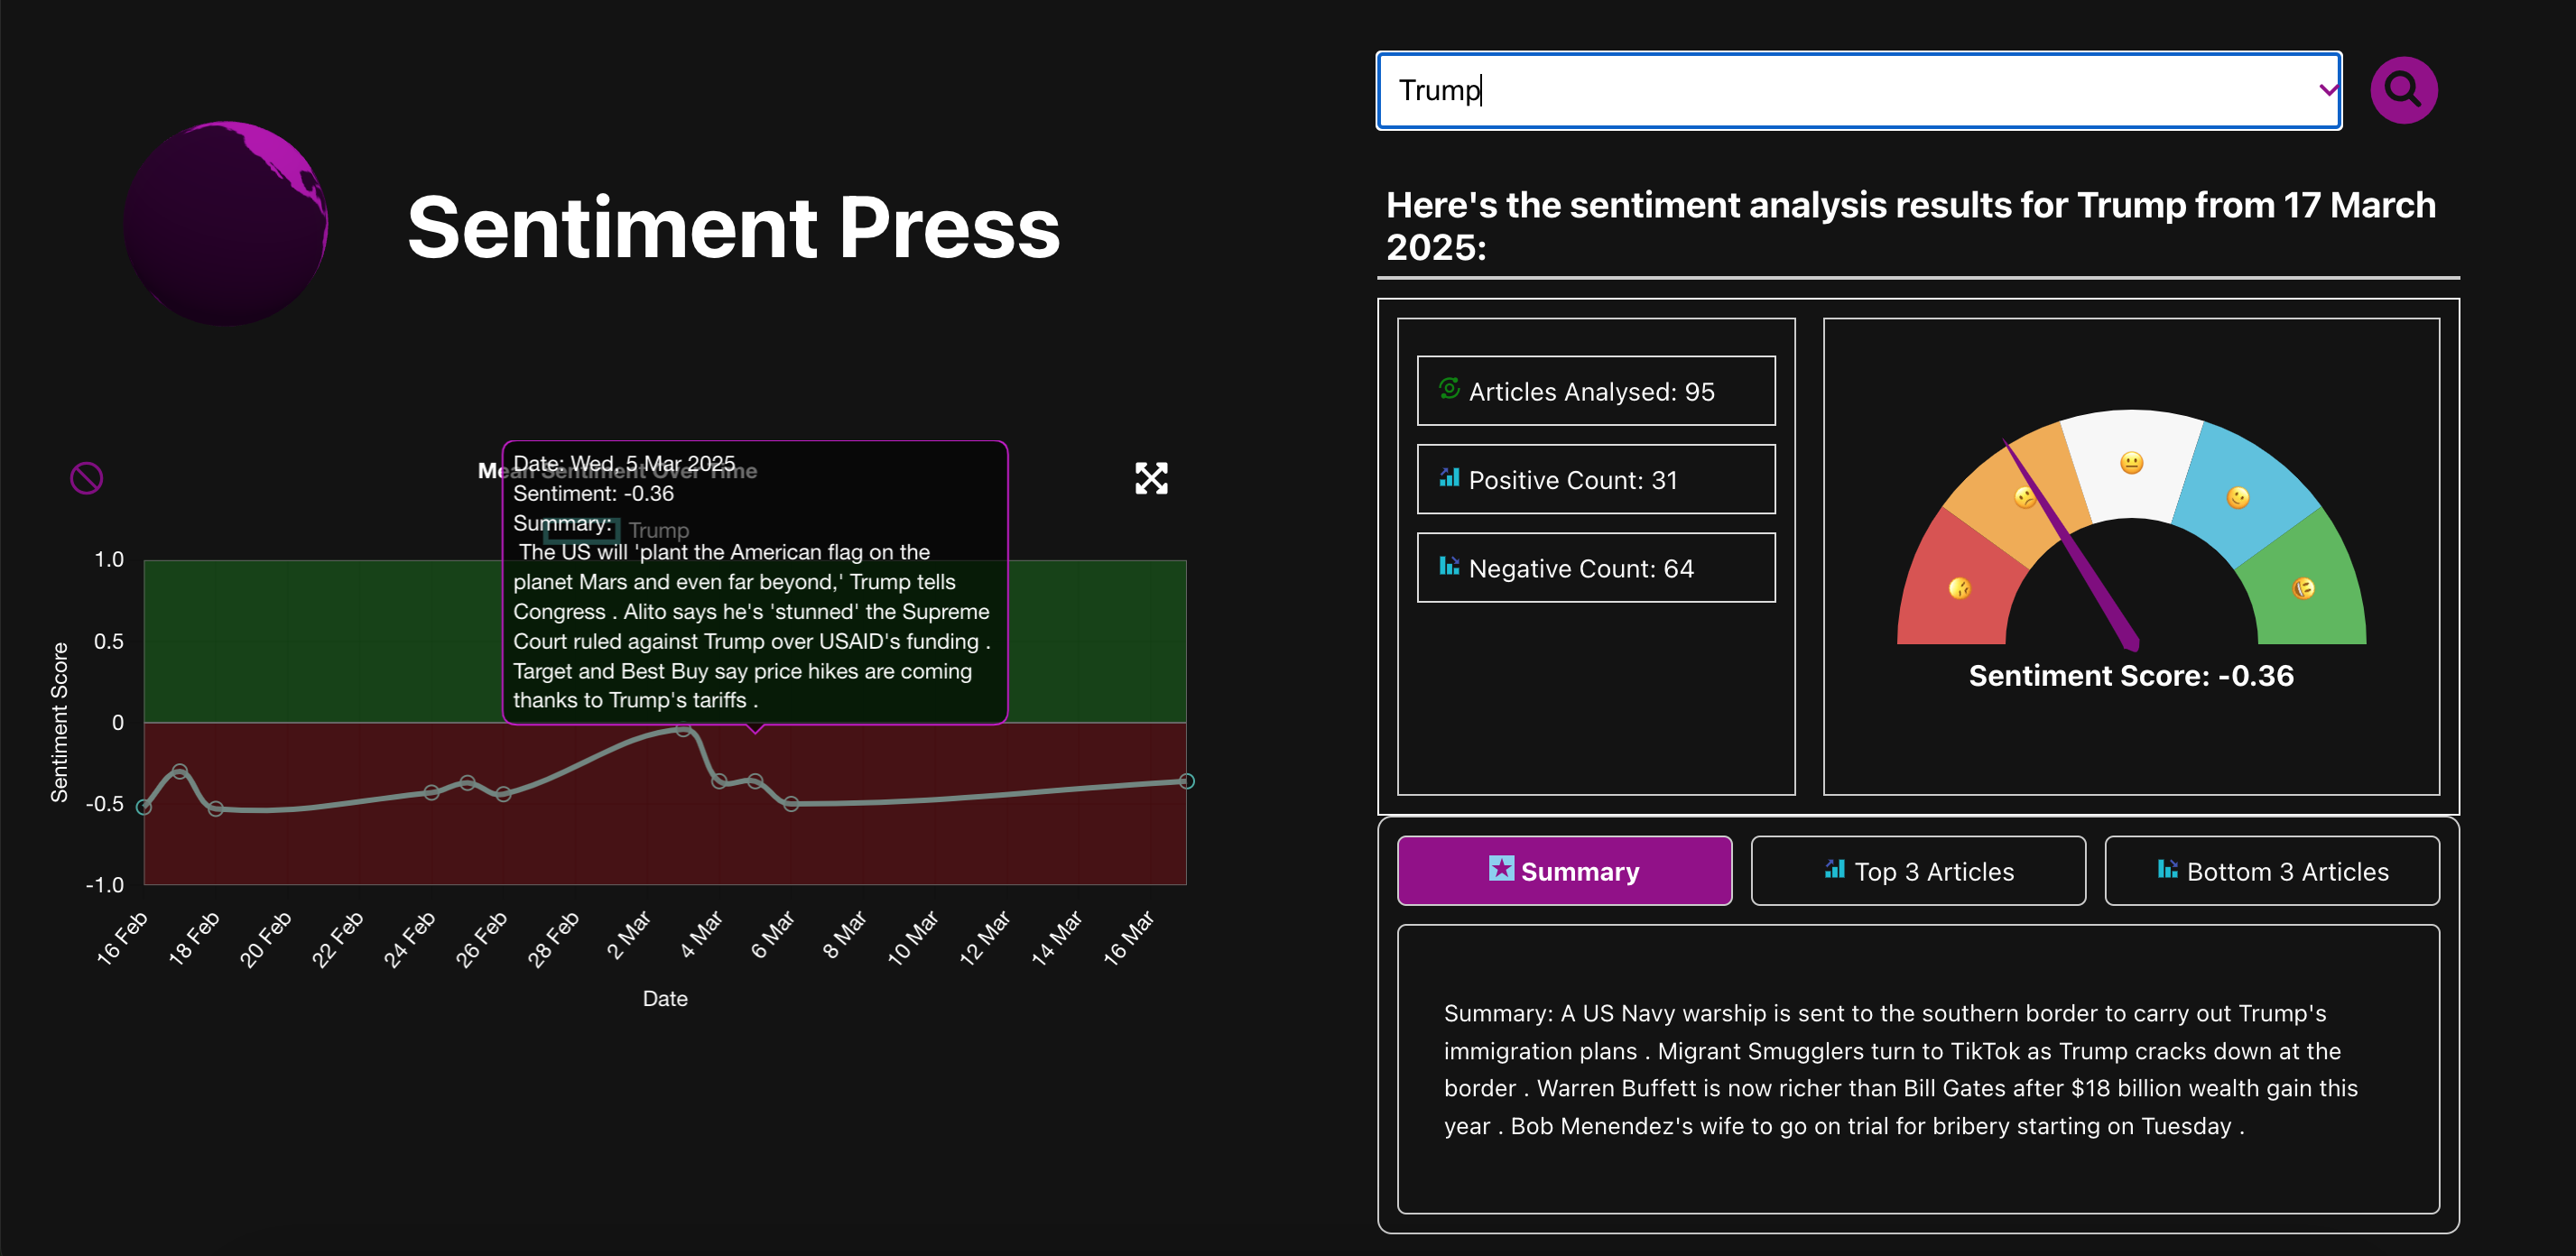 Trump
Sentiment Press
Here's the sentiment analysis results for Trump from 17 March
2025:
Articles Analysed: 95
Positive Count: 31
Negative Count: 64
Sentiment Score: -0.36
Mean Sentiment Over Time
Trump
Date: Wed, 5 Mar 2025
Sentiment: -0.36
Summary:
The US will 'plant the American flag on the
planet Mars and even far beyond,' Trump tells
Congress . Alito says he's 'stunned' the Supreme
Court ruled against Trump over USAID's funding .
Target and Best Buy say price hikes are coming
thanks to Trump's tariffs .
Sentiment Score
1.0
0.5
0
-0.5
-1.0
16 Feb
18 Feb
20 Feb
22 Feb
24 Feb
26 Feb
28 Feb
2 Mar
4 Mar
6 Mar
8 Mar
10 Mar
12 Mar
14 Mar
16 Mar
Date
Summary
Top 3 Articles
Bottom 3 Articles
Summary: A US Navy warship is sent to the southern border to carry out Trump's
immigration plans . Migrant Smugglers turn to TikTok as Trump cracks down at the
border . Warren Buffett is now richer than Bill Gates after $18 billion wealth gain this
year . Bob Menendez's wife to go on trial for bribery starting on Tuesday .